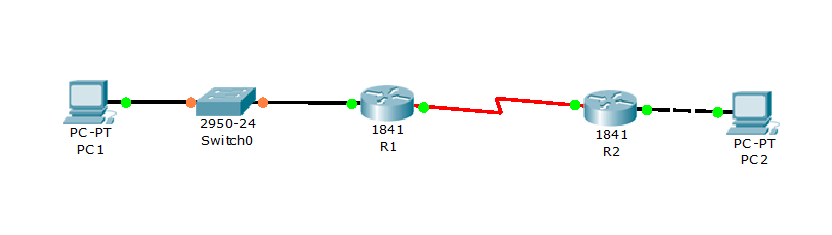 PC-PT
PC1
2950-24
Switch0
1841
R1
1841
R2
PC-PT
PC2